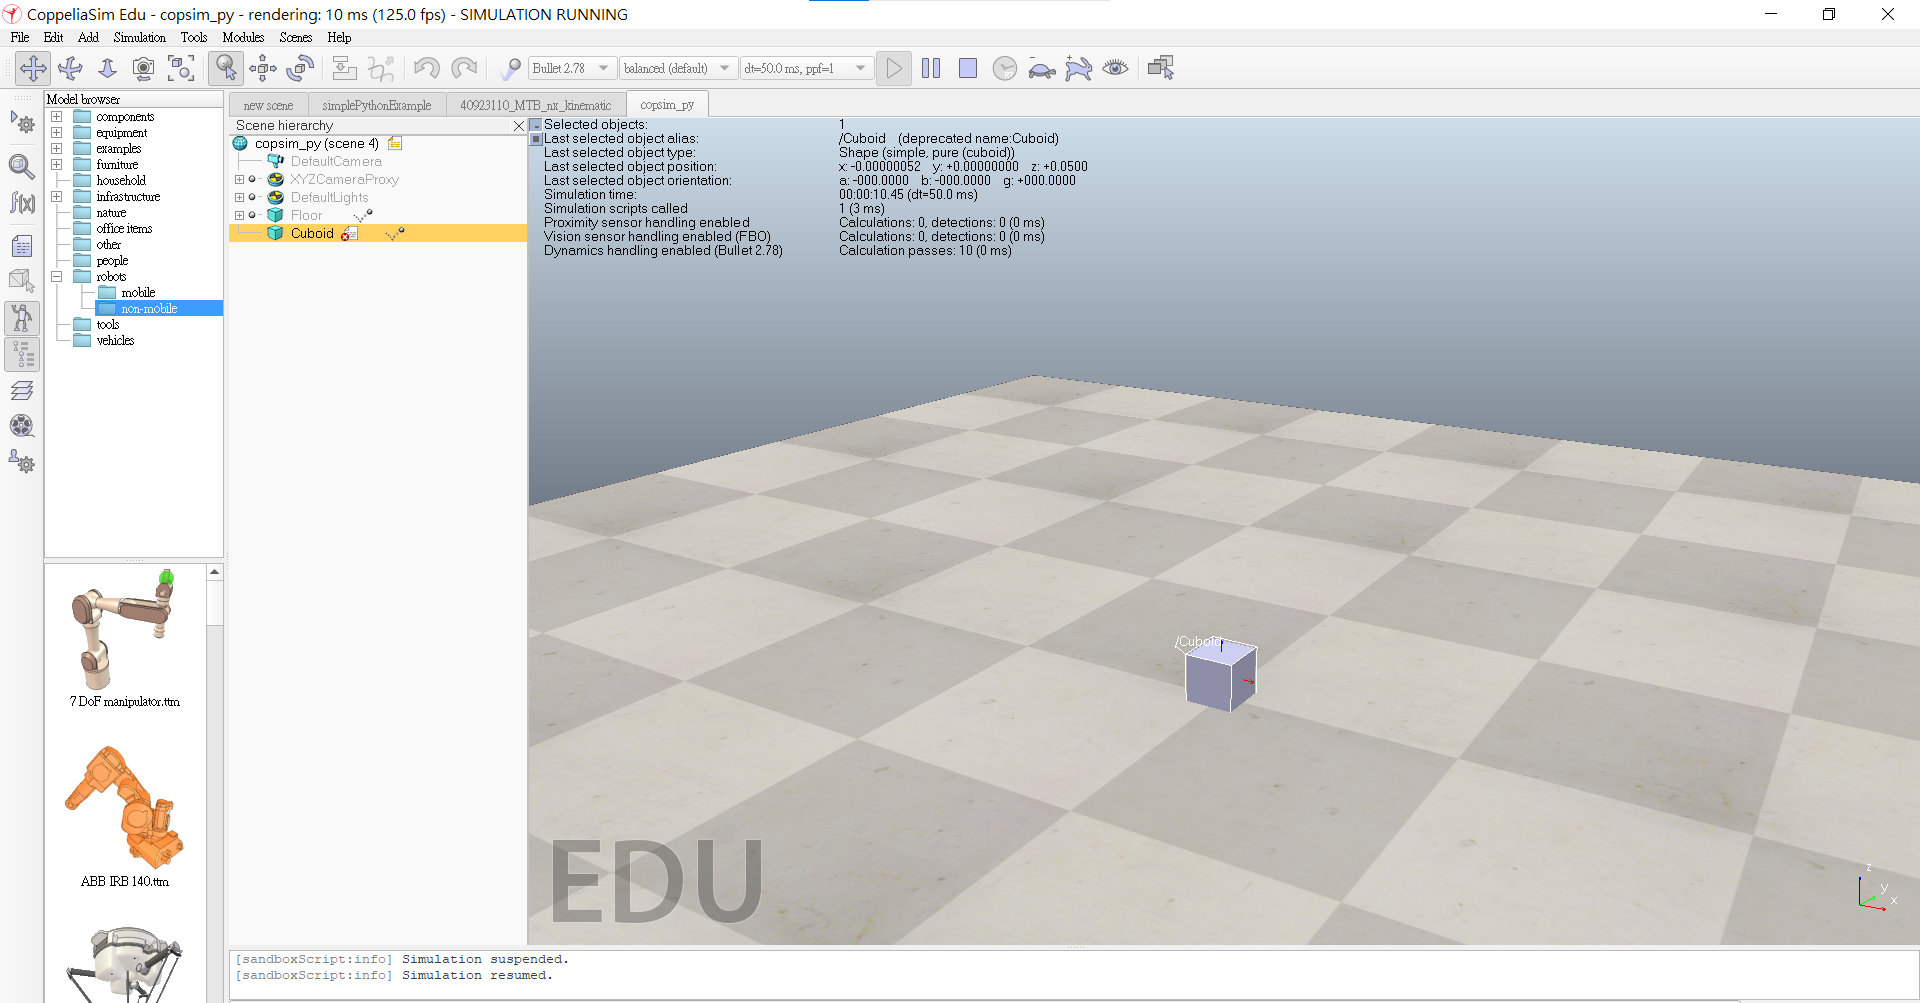 CoppeliaSim Edu - copsim_py - rendering: 10 ms (125.0 fps) - SIMULATION RUNNING
File Edit Add Simulation Tools Modules Scenes Help
Bullet 2.78 balanced (default) dt=50.0 ms, ppf=1
Model browser
components
equipment
examples
furniture
household
infrastructure
nature
office items
other
people
robots
mobile
non-mobile
tools
vehicles
7 DoF manipulator.ttm
ABB IRB 140.ttm
new scene simplePythonExample 40923110_MTB_nx_kinematic copsim_py
Scene hierarchy
copsim_py (scene 4)
DefaultCamera
XYZCameraProxy
DefaultLights
Floor
Cuboid
Selected objects: 1
Last selected object alias: /Cuboid (deprecated name:Cuboid)
Last selected object type: Shape (simple, pure (cuboid))
Last selected object position: x: -0.00000052 y: +0.00000000 z: +0.0500
Last selected object orientation: a: -000.0000 b: -000.0000 g: +000.0000
Simulation time: 00:00:10.45 (dt=50.0 ms)
Simulation scripts called 1 (3 ms)
Proximity sensor handling enabled Calculations: 0, detections: 0 (0 ms)
Vision sensor handling enabled (FBO) Calculations: 0, detections: 0 (0 ms)
Dynamics handling enabled (Bullet 2.78) Calculation passes: 10 (0 ms)
/Cuboid
EDU
z
y
x
[sandboxScript:info] Simulation suspended.
[sandboxScript:info] Simulation resumed.